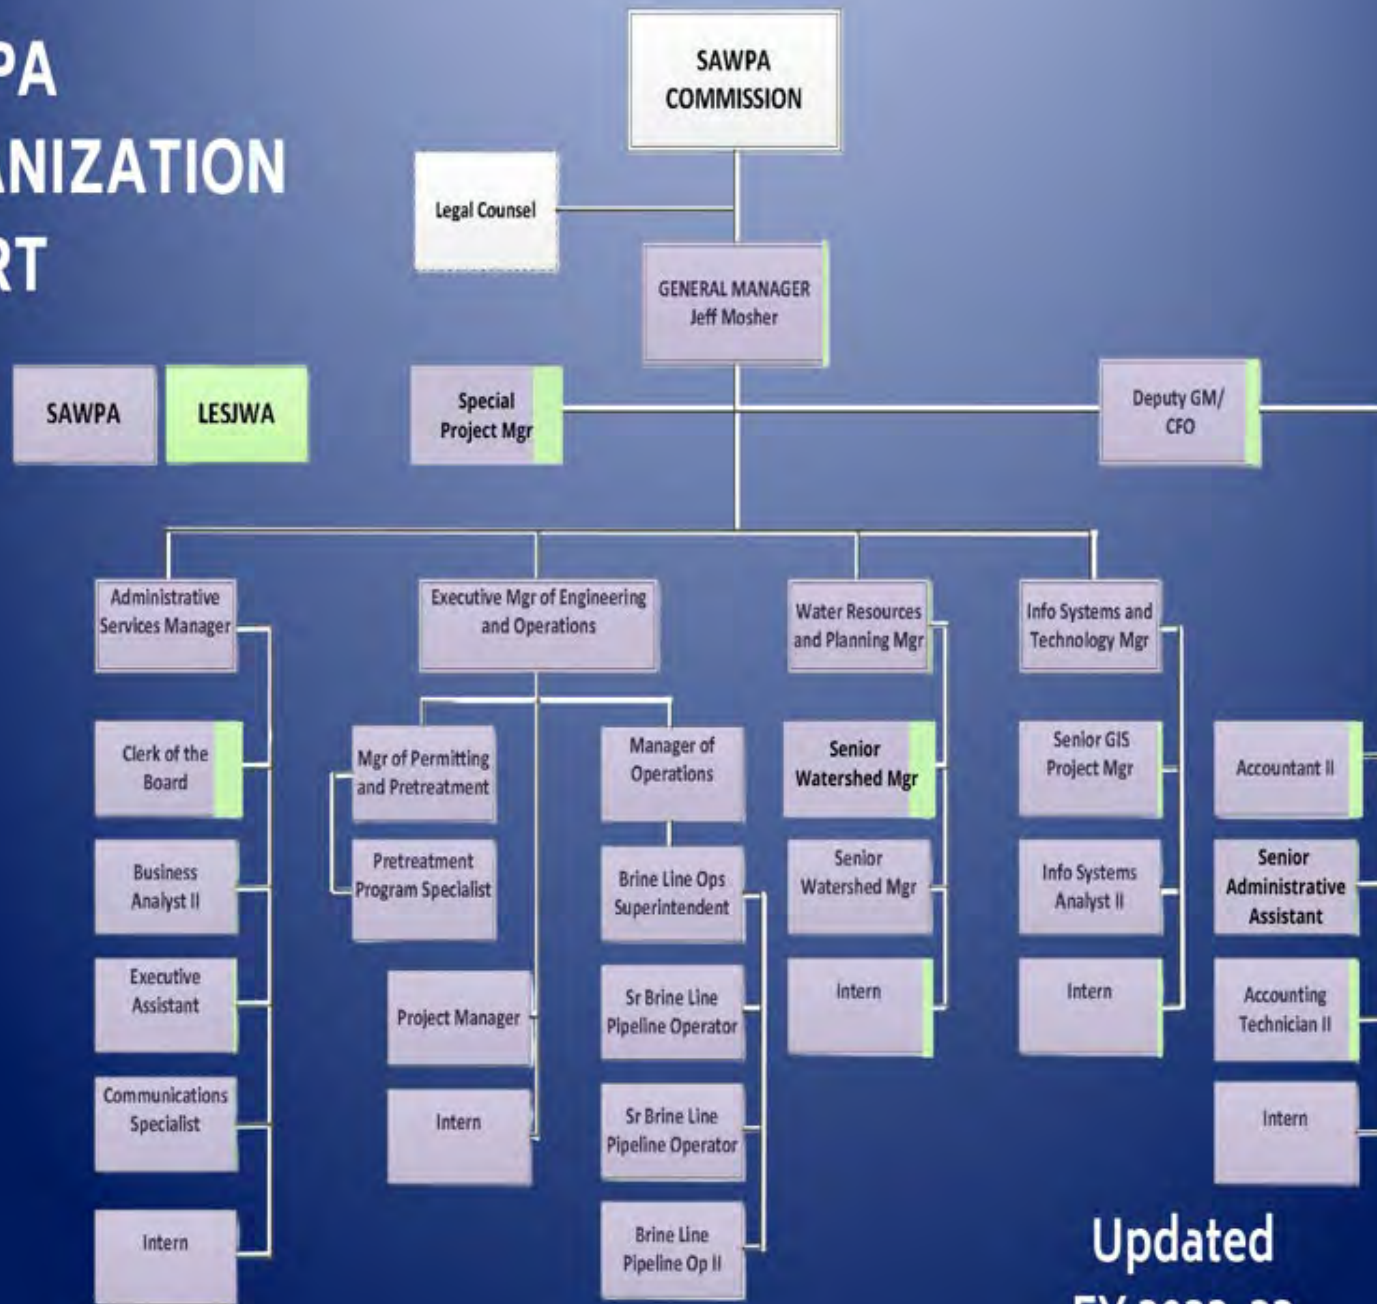 PA
ANIZATION
RT
SAWPA
COMMISSION
Legal Counsel
GENERAL MANAGER
Jeff Mosher
SAWPA
LESJWA
Special
Project Mgr
Deputy GM/
CFO
Administrative
Services Manager
Clerk of the
Board
Business
Analyst II
Executive
Assistant
Communications
Specialist
Intern
Executive Mgr of Engineering
and Operations
Mgr of Permitting
and Pretreatment
Pretreatment
Program Specialist
Project Manager
Intern
Manager of
Operations
Brine Line Ops
Superintendent
Sr Brine Line
Pipeline Operator
Sr Brine Line
Pipeline Operator
Brine Line
Pipeline Op II
Water Resources
and Planning Mgr
Senior
Watershed Mgr
Senior
Watershed Mgr
Intern
Info Systems and
Technology Mgr
Senior GIS
Project Mgr
Info Systems
Analyst II
Intern
Accountant II
Senior
Administrative
Assistant
Accounting
Technician II
Intern
Updated